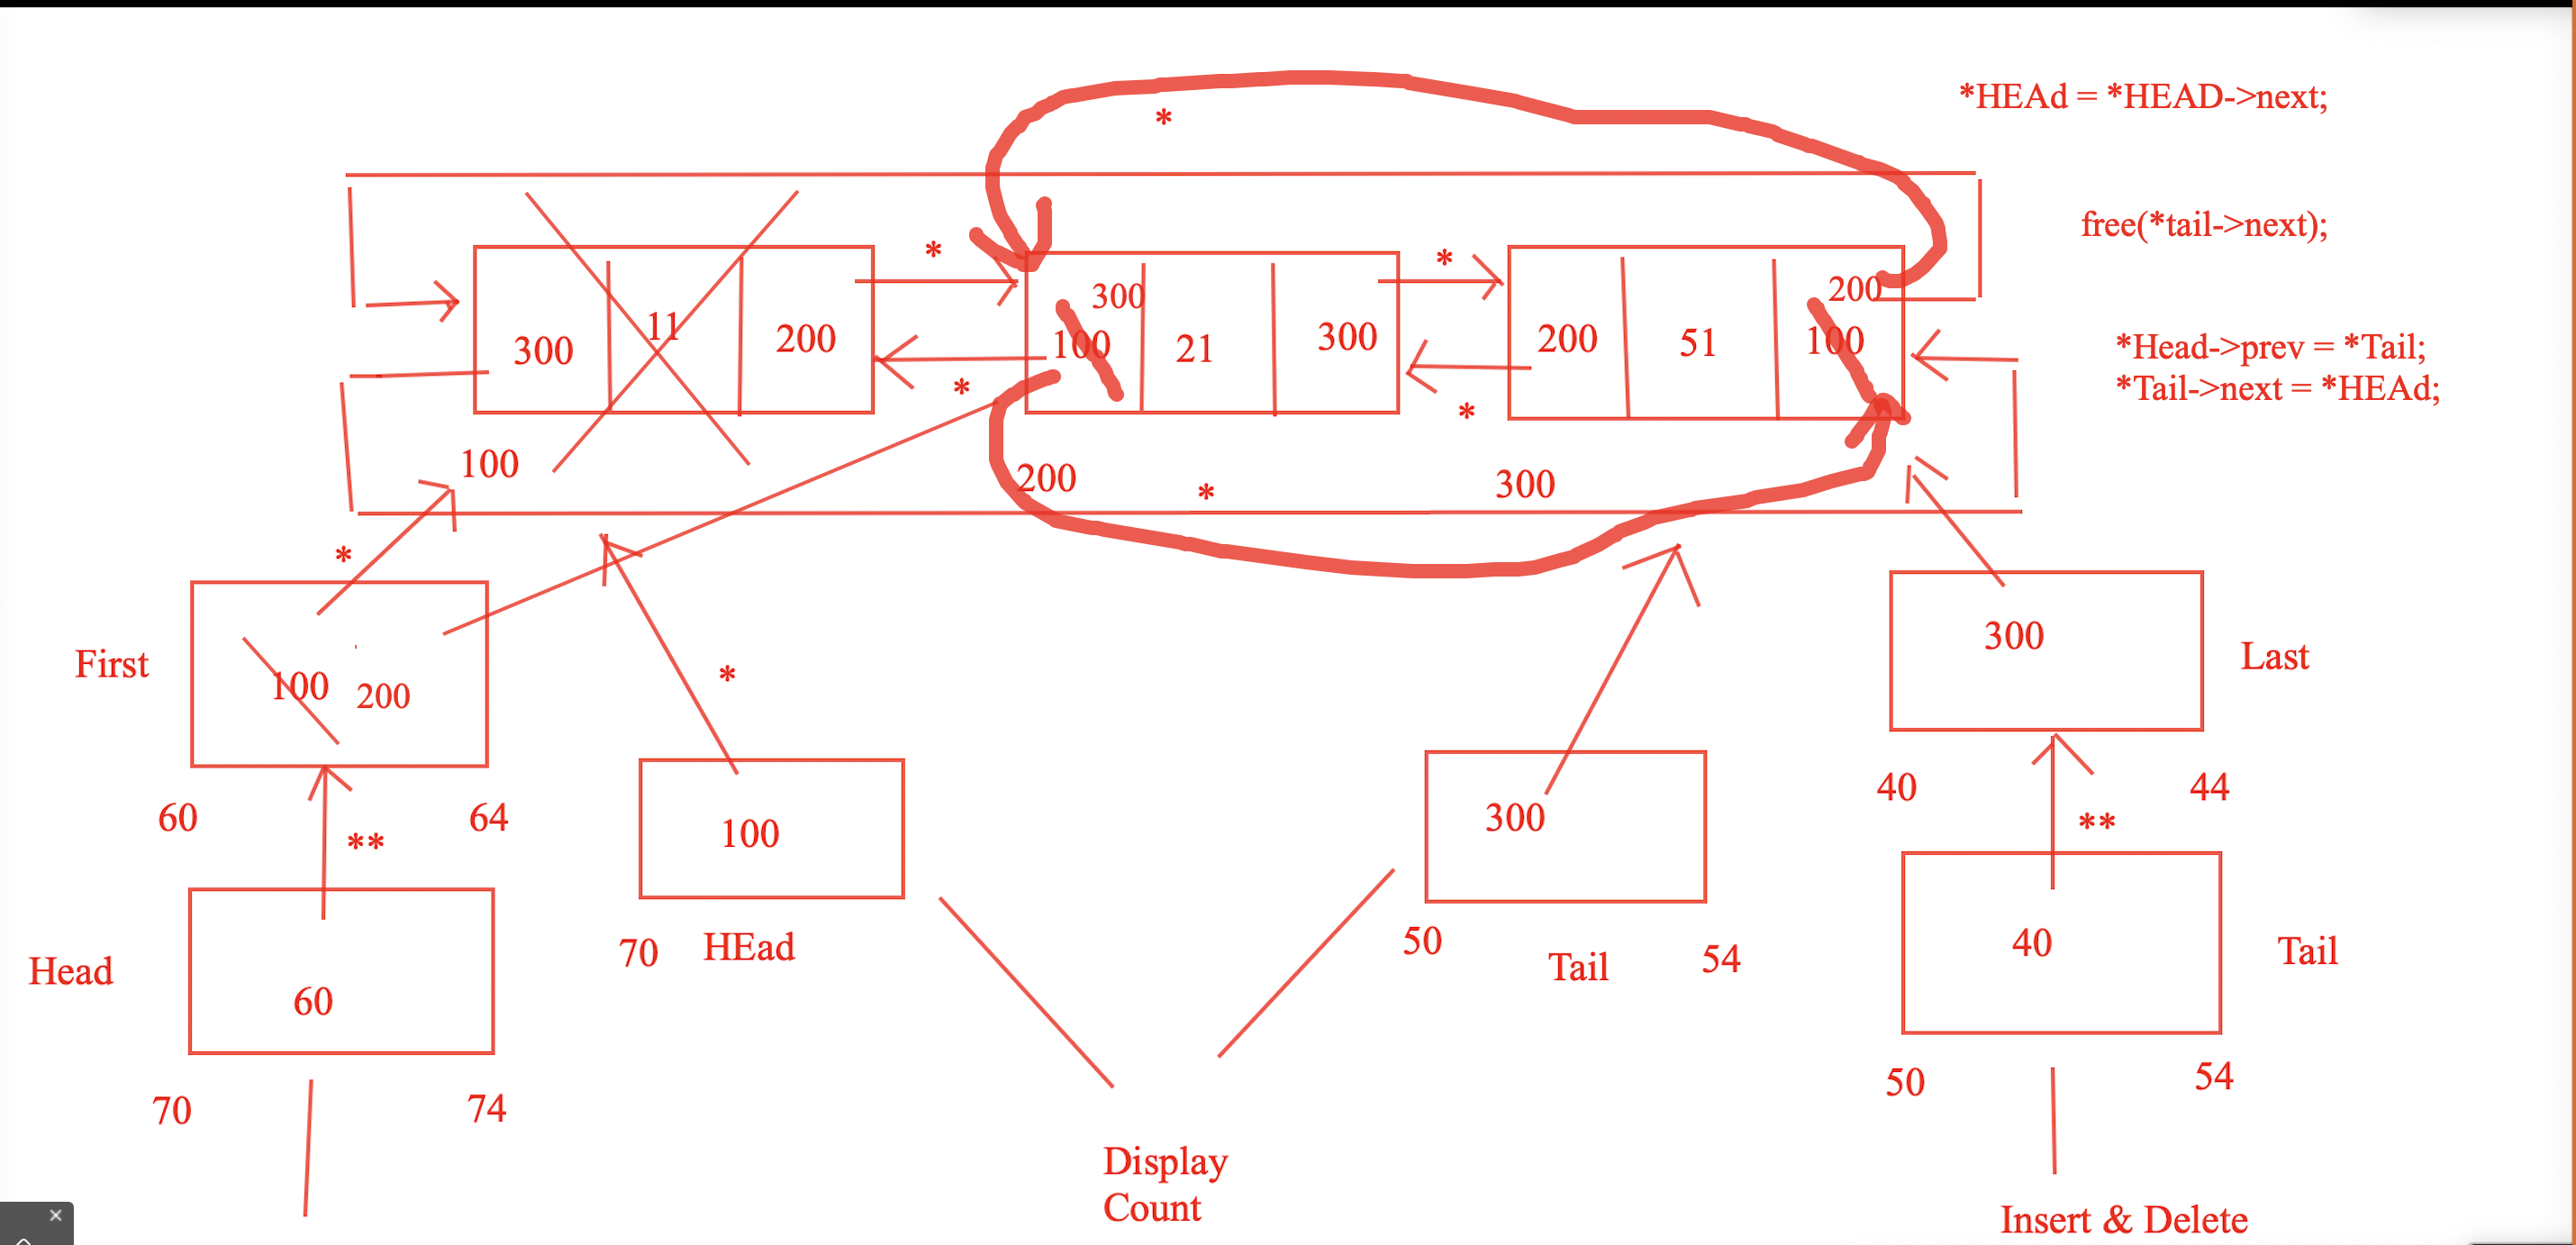 *
*HEAd = *HEAD->next;
free(*tail->next);
* *
300 11 200
300
100 21 300
200
200 51 100
*Head->prev = *Tail;
*Tail->next = *HEAd;
* *
100
200 * 300
*
First
100 200
*
300
Last
60 64
**
100
70 HEad
300
50 Tail 54
40 44
**
Head
60
70 74
40
Tail
50 54
Display
Count
Insert & Delete